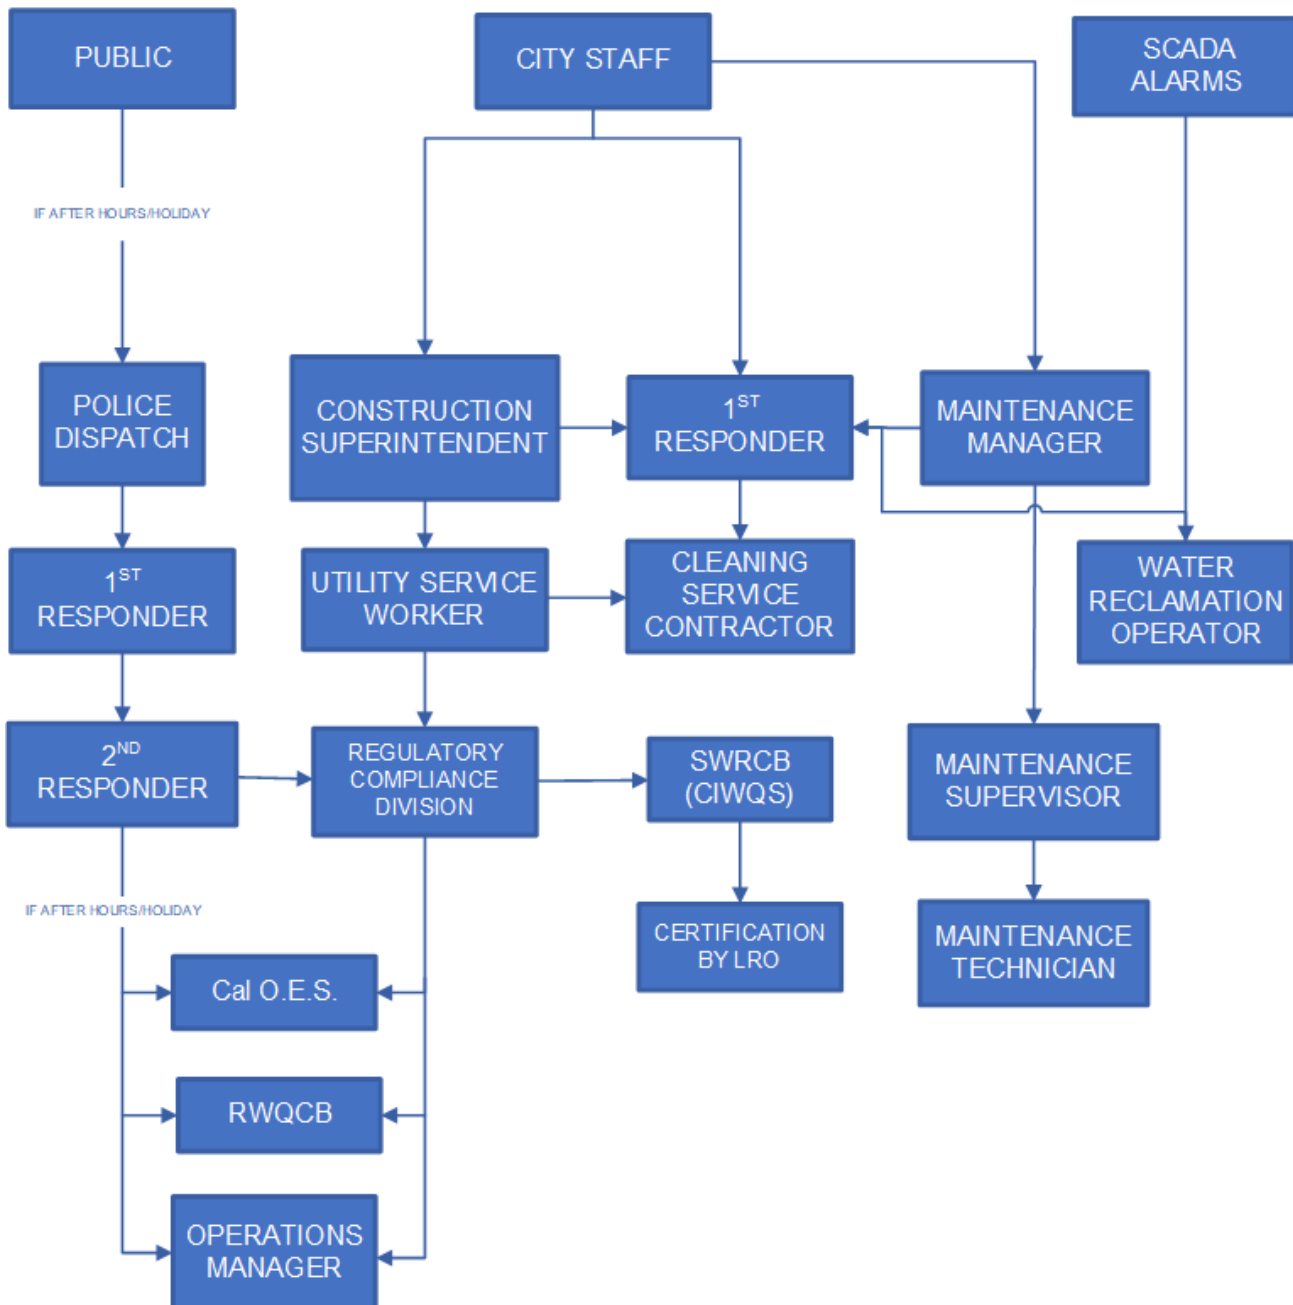 PUBLIC
CITY STAFF
SCADA
ALARMS
IF AFTER HOURS/HOLIDAY
POLICE
DISPATCH
CONSTRUCTION
SUPERINTENDENT
1ST
RESPONDER
MAINTENANCE
MANAGER
1ST
RESPONDER
UTILITY SERVICE
WORKER
CLEANING
SERVICE
CONTRACTOR
WATER
RECLAMATION
OPERATOR
2ND
RESPONDER
REGULATORY
COMPLIANCE
DIVISION
SWRCB
(CIWQS)
MAINTENANCE
SUPERVISOR
IF AFTER HOURS/HOLIDAY
CERTIFICATION
BY LRO
MAINTENANCE
TECHNICIAN
Cal O.E.S.
RWQCB
OPERATIONS
MANAGER